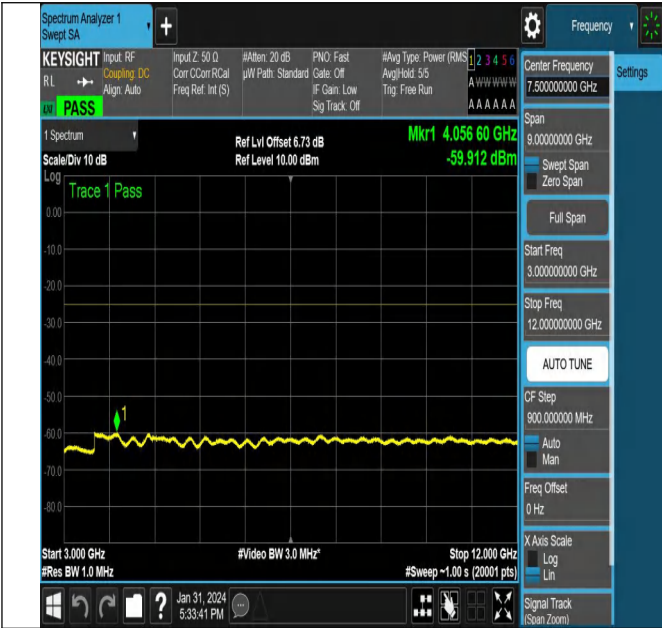 Spectrum Analyzer 1
Swept SA
+
Frequency
KEYSIGHT
RL
LXI PASS
Input: RF
Coupling: DC
Align: Auto
Input Z: 50 Ω
Corr CCorr RCal
Freq Ref: Int (S)
#Atten: 20 dB
µW Path: Standard
PNO: Fast
Gate: Off
IF Gain: Low
Sig Track: Off
#Avg Type: Power (RMS
Avg|Hold: 5/5
Trig: Free Run
1 2 3 4 5 6
A W W W W W
A A A A A A
Center Frequency
7.500000000 GHz
Settings
Span
9.00000000 GHz
Swept Span
Zero Span
Full Span
Start Freq
3.000000000 GHz
Stop Freq
12.000000000 GHz
AUTO TUNE
CF Step
900.000000 MHz
Auto
Man
Freq Offset
0 Hz
X Axis Scale
Log
Lin
Signal Track
(Span Zoom)
1 Spectrum
Scale/Div 10 dB
Ref Lvl Offset 6.73 dB
Ref Level 10.00 dBm
Mkr1 4.056 60 GHz
-59.912 dBm
Log
Trace 1 Pass
0.00
-10.0
-20.0
-30.0
-40.0
-50.0
-60.0
-70.0
-80.0
1
Start 3.000 GHz
#Res BW 1.0 MHz
#Video BW 3.0 MHz*
Stop 12.000 GHz
#Sweep ~1.00 s (20001 pts)
?
Jan 31, 2024
5:33:41 PM